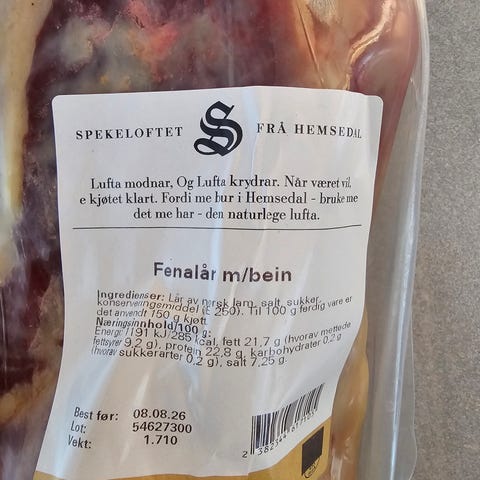 SPEKELOFTET S FRÅ HEMSEDAL
Lufta modnar, Og Lufta krydrar. Når været vil,
e kjøtet klart. Fordi me bur i Hemsedal - bruke me
det me har - den naturlege lufta.
Fenalår m/bein
Ingredienser: Lår av norsk lam, salt, sukker,
konserveringsmiddel (E 250). Til 100 g ferdig vare er
det anvendt 150 g kjøtt.
Næringsinnhold/100 g:
Energi: 1191 kJ/285 kcal, fett 21,7 g (hvorav mettede
fettsyrer 9,2 g), protein 22,8 g, karbohydrater 0,2 g
(hvorav sukkerarter 0,2 g), salt 7,25 g.
Best før: 08.08.26
Lot: 54627300
Vekt: 1.710